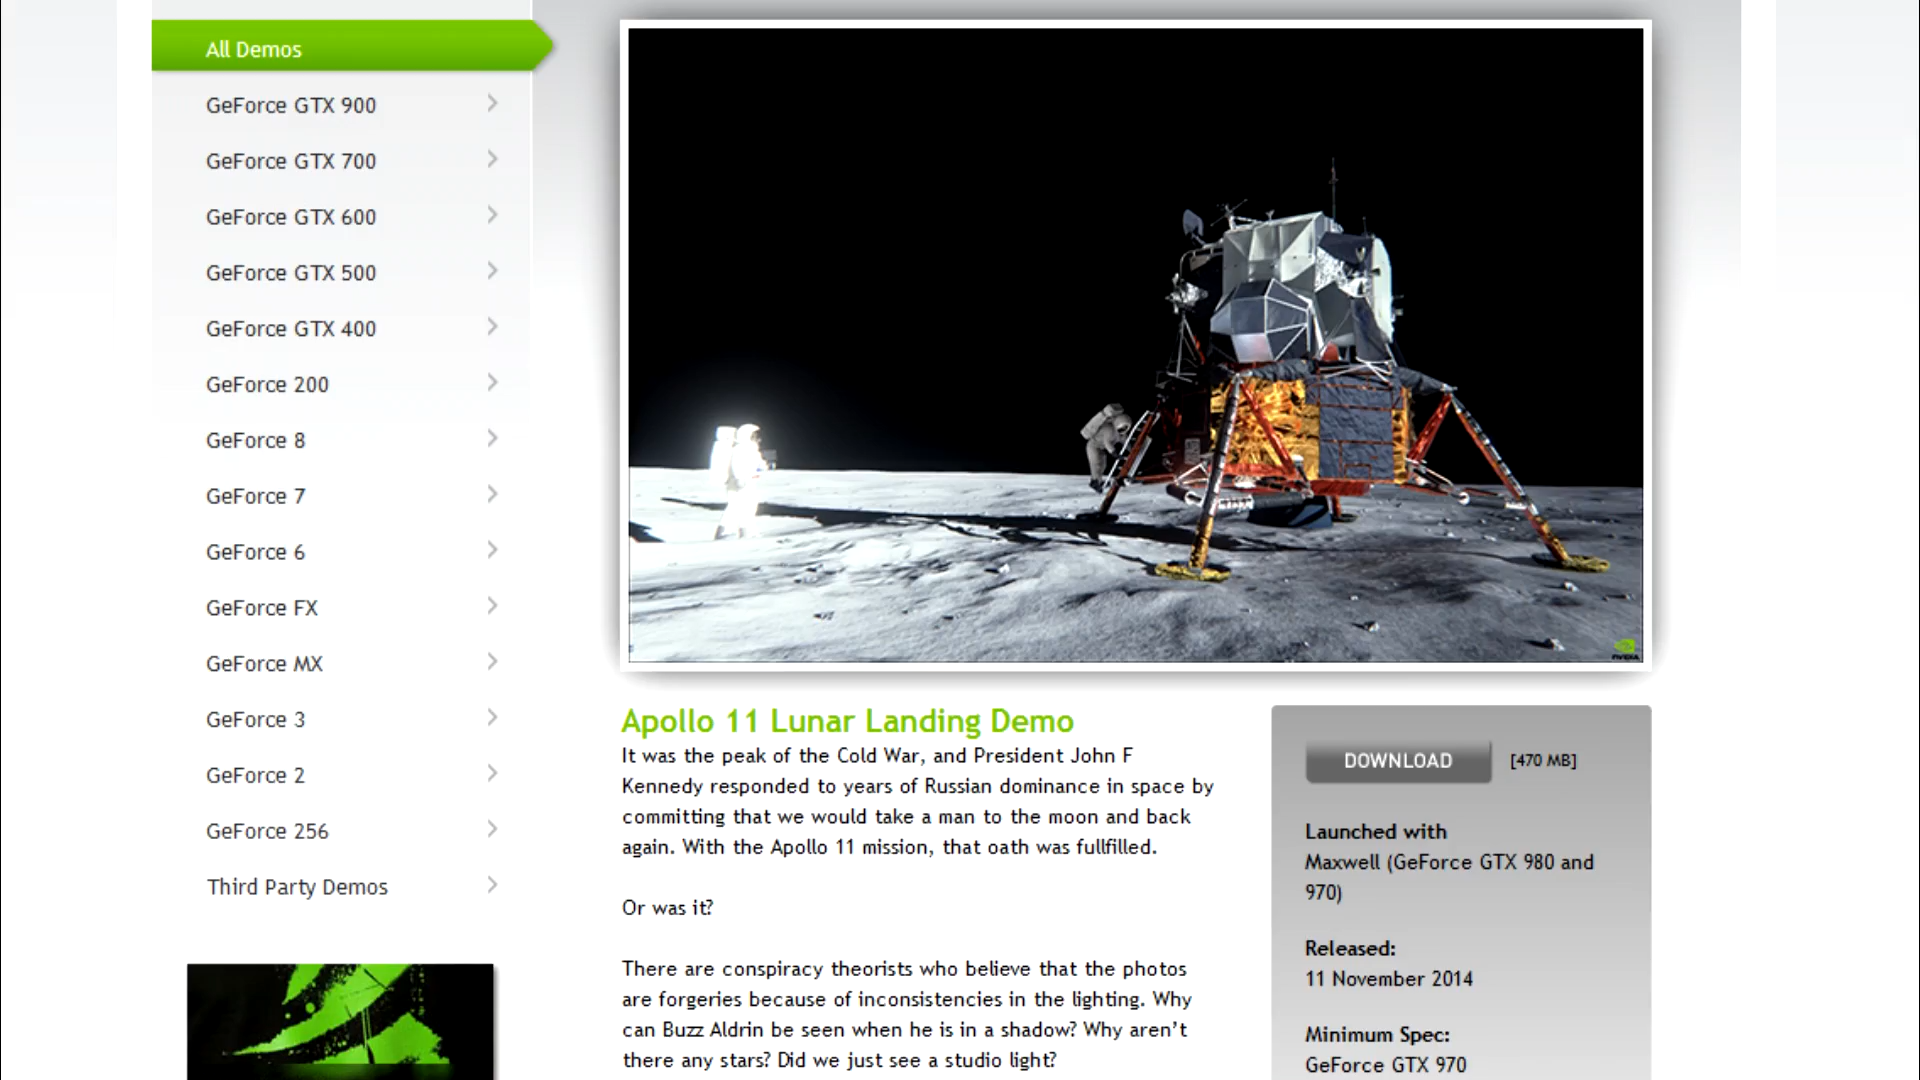 All Demos
GeForce GTX 900
GeForce GTX 700
GeForce GTX 600
GeForce GTX 500
GeForce GTX 400
GeForce 200
GeForce 8
GeForce 7
GeForce 6
GeForce FX
GeForce MX
GeForce 3
GeForce 2
GeForce 256
Third Party Demos
NVIDIA
Apollo 11 Lunar Landing Demo
It was the peak of the Cold War, and President John F
Kennedy responded to years of Russian dominance in space by
committing that we would take a man to the moon and back
again. With the Apollo 11 mission, that oath was fullfilled.
Or was it?
There are conspiracy theorists who believe that the photos
are forgeries because of inconsistencies in the lighting. Why
can Buzz Aldrin be seen when he is in a shadow? Why aren't
there any stars? Did we just see a studio light?
DOWNLOAD [470 MB]
Launched with
Maxwell (GeForce GTX 980 and
970)
Released:
11 November 2014
Minimum Spec:
GeForce GTX 970